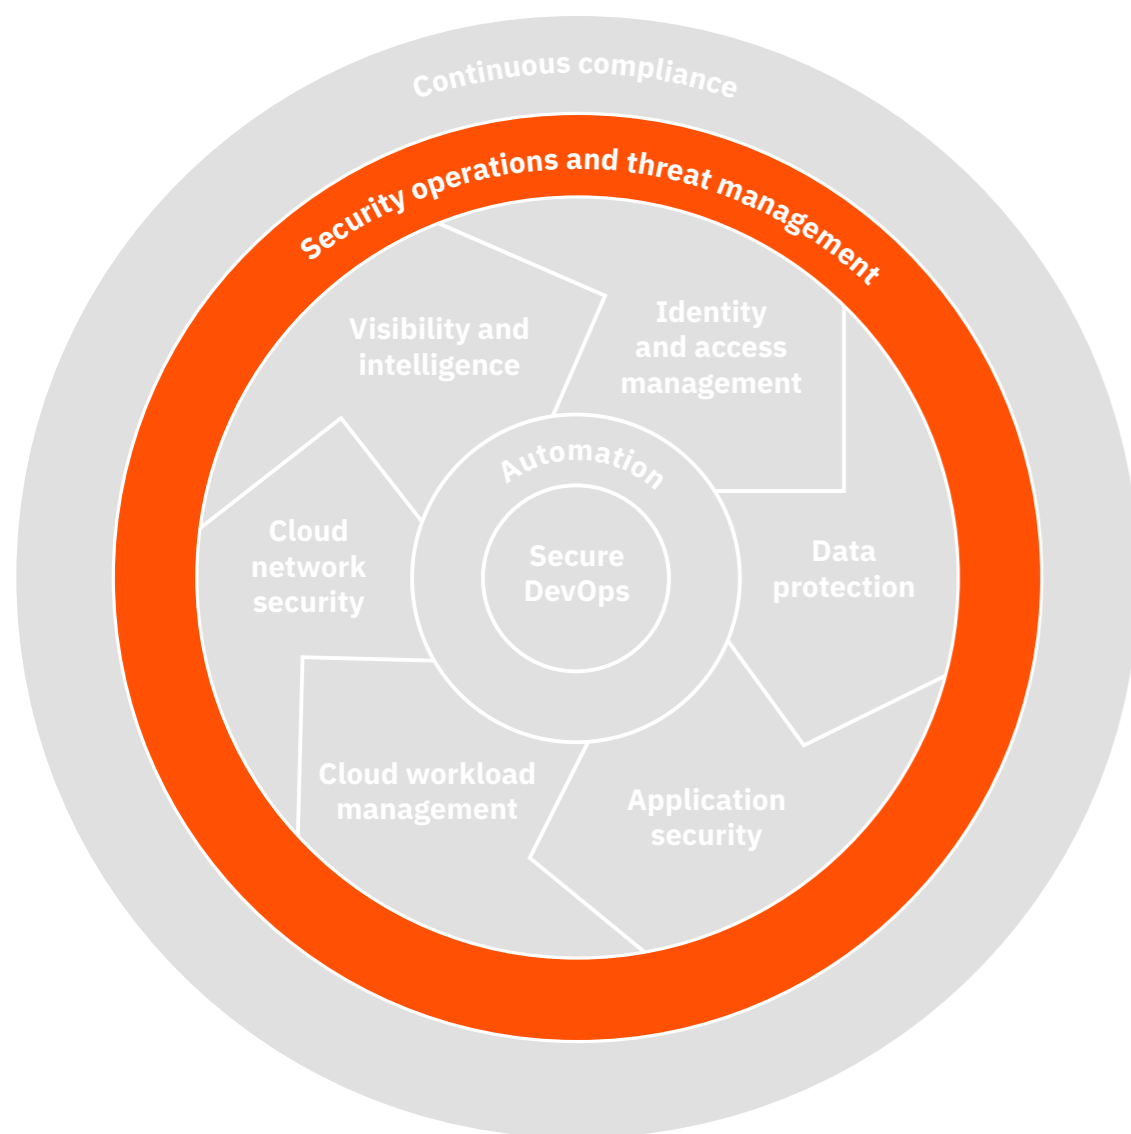 Continuous compliance
Security operations and threat management
Visibility and
intelligence
Identity
and access
management
Automation
Secure
DevOps
Cloud
network
security
Data
protection
Cloud workload
management
Application
security